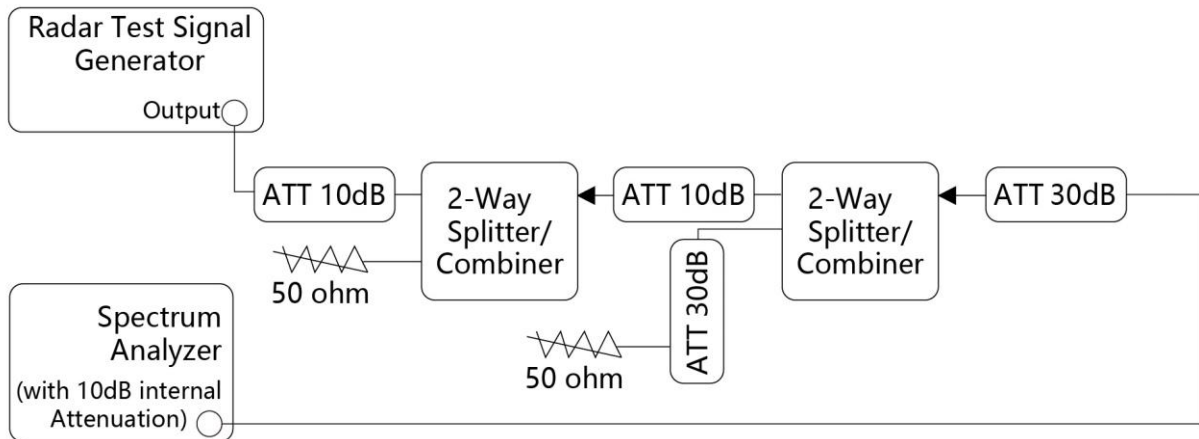 Radar Test Signal
Generator
Output
ATT 10dB
2-Way
Splitter/
Combiner
50 ohm
ATT 10dB
ATT 30dB
50 ohm
2-Way
Splitter/
Combiner
ATT 30dB
Spectrum
Analyzer
(with 10dB internal
Attenuation)